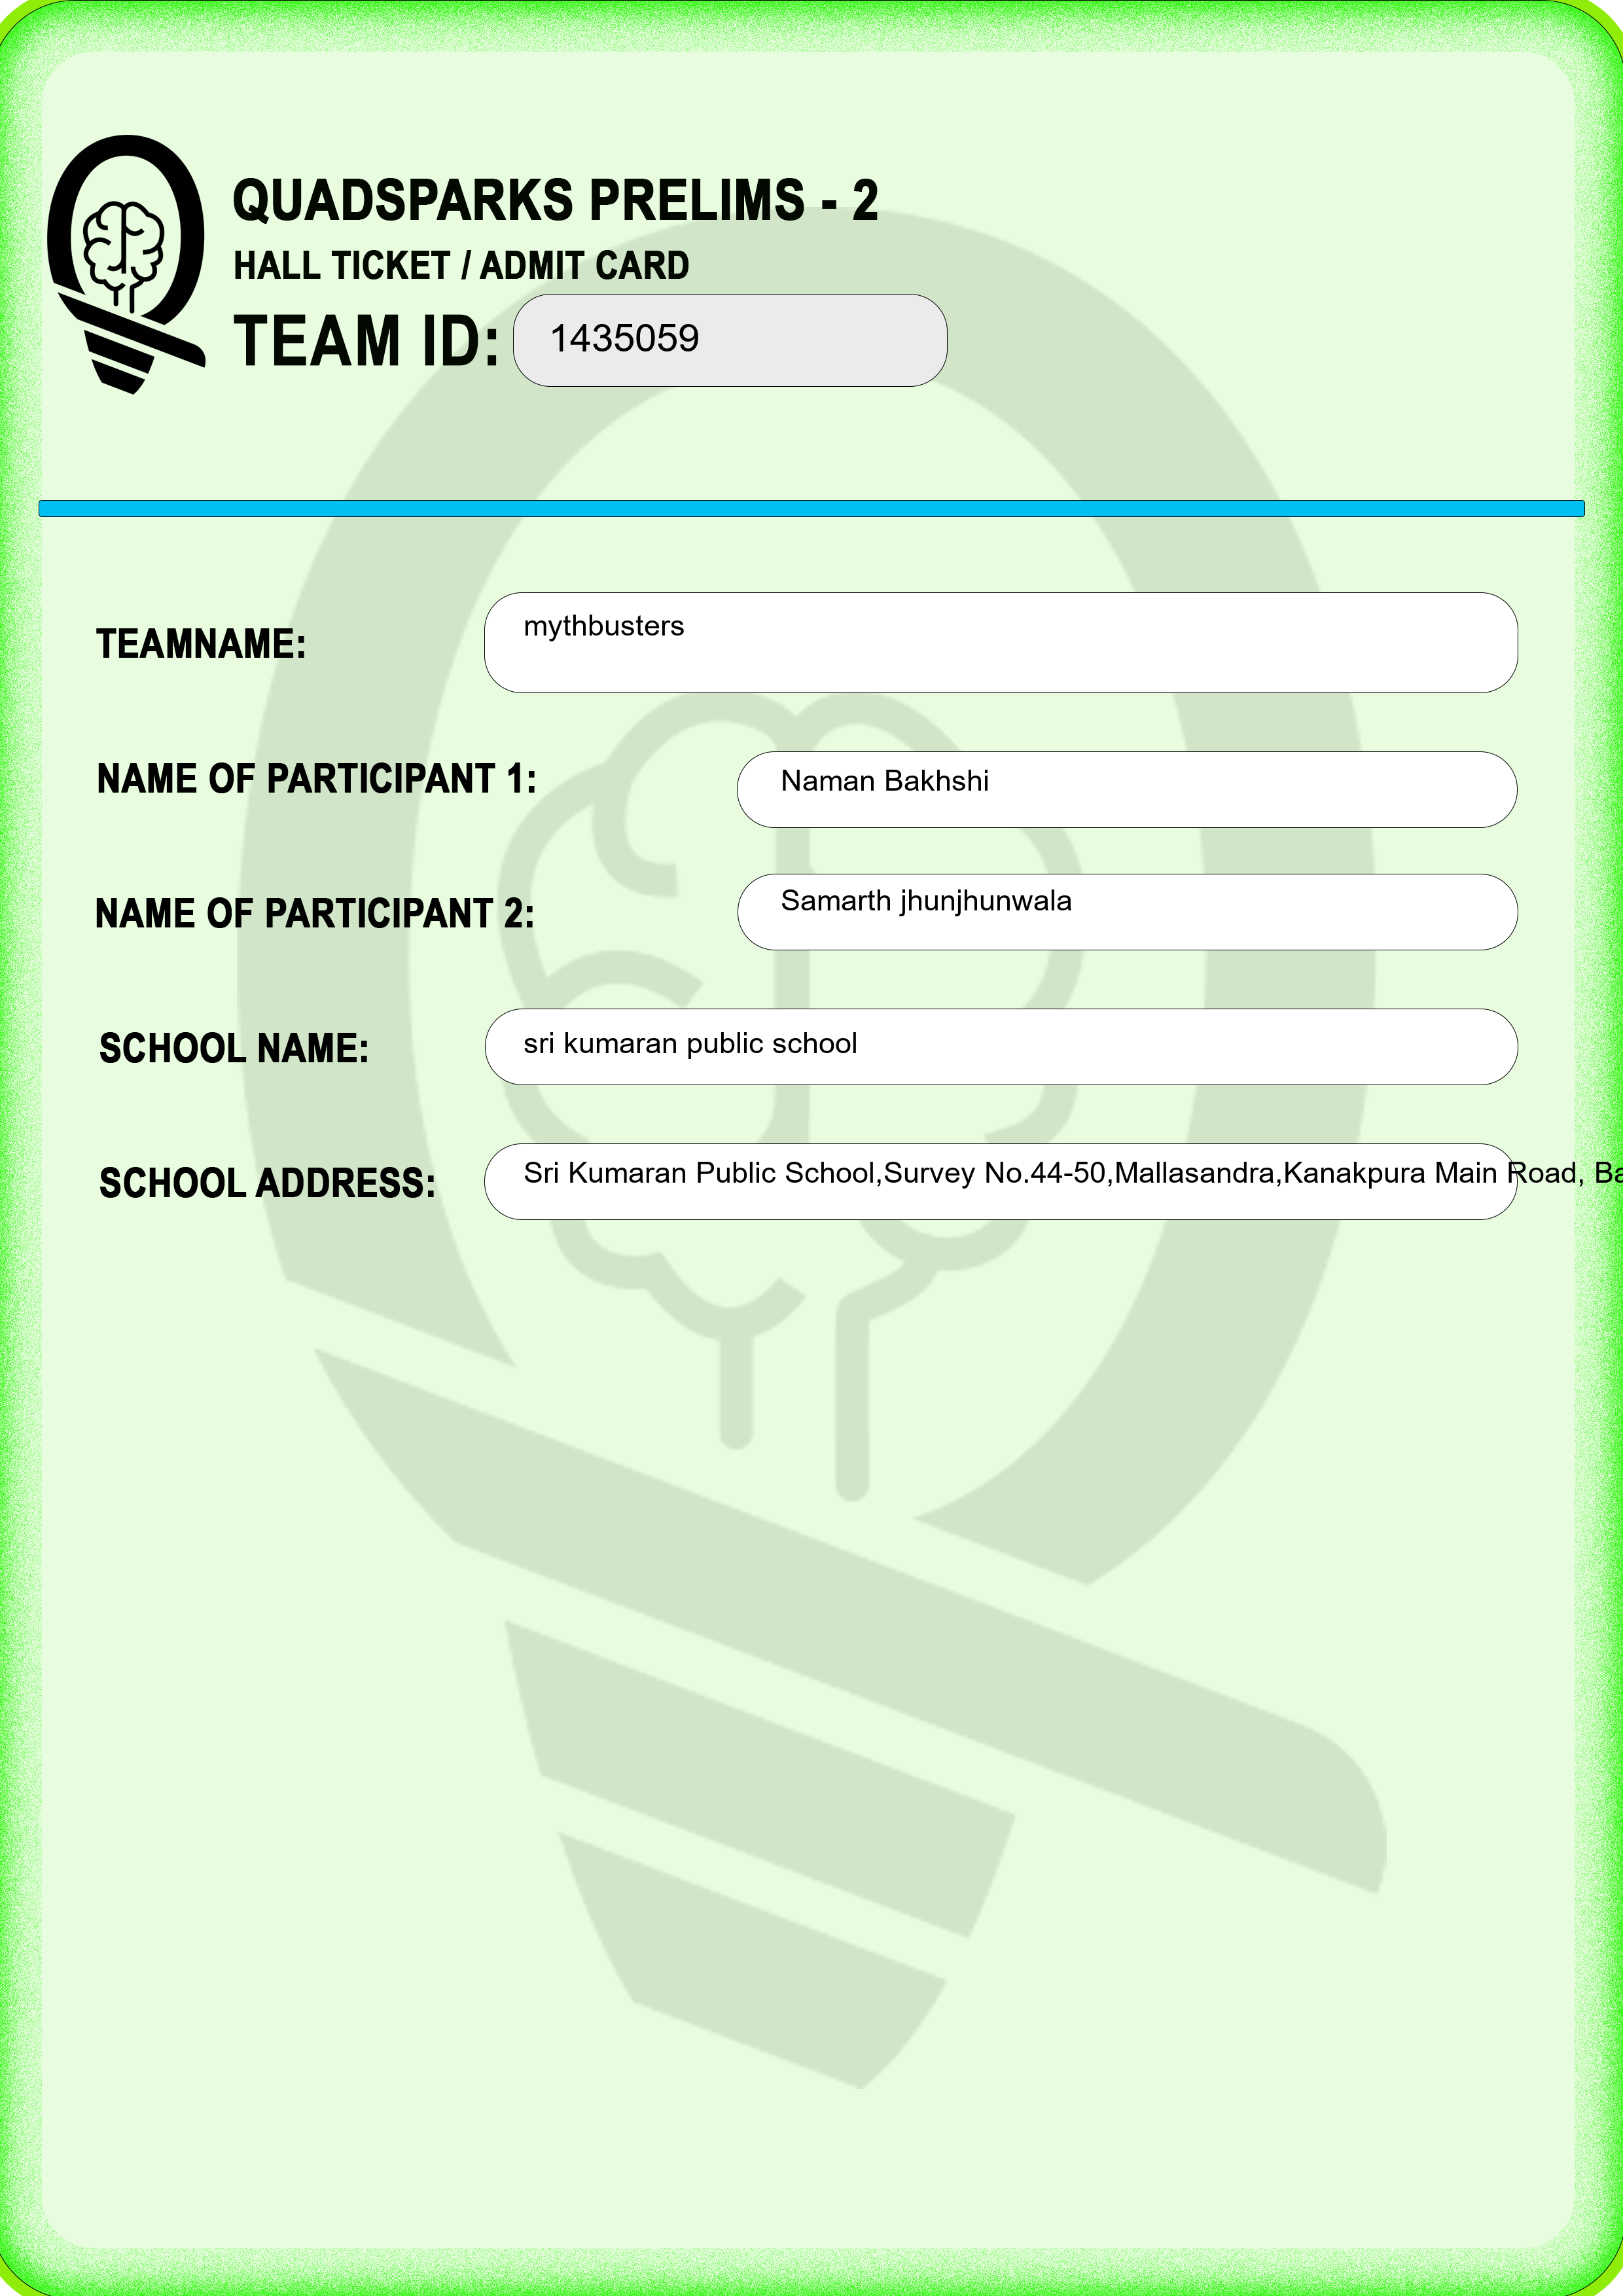 QUADSPARKS PRELIMS - 2
HALL TICKET / ADMIT CARD
TEAM ID: 1435059
TEAMNAME: mythbusters
NAME OF PARTICIPANT 1: Naman Bakhshi
NAME OF PARTICIPANT 2: Samarth jhunjhunwala
SCHOOL NAME: sri kumaran public school
SCHOOL ADDRESS: Sri Kumaran Public School,Survey No.44-50,Mallasandra,Kanakpura Main Road,